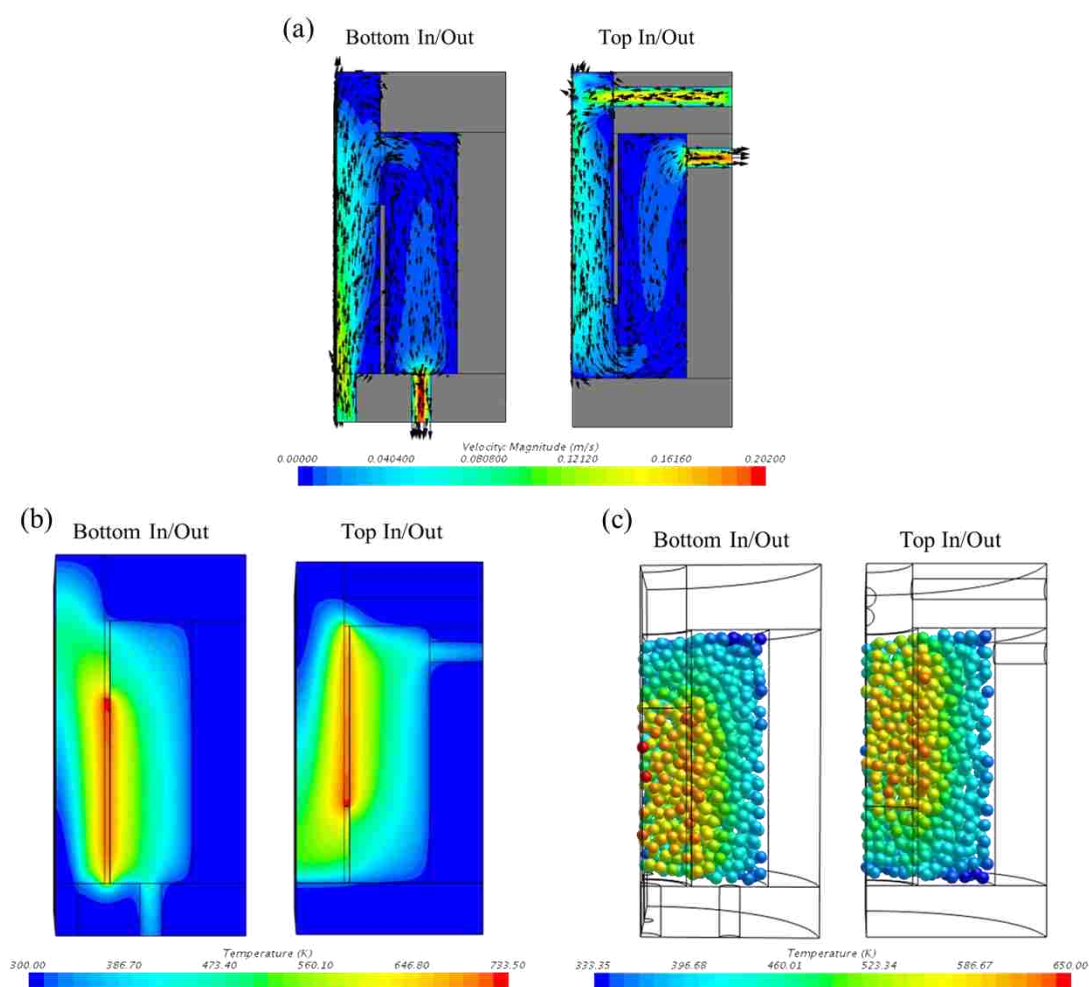 (a)
Bottom In/Out
Top In/Out
Velocity: Magnitude (m/s)
0.00000 0.040400 0.080800 0.12120 0.16160 0.20200
(b)
Bottom In/Out
Top In/Out
(c)
Bottom In/Out
Top In/Out
Temperature (K)
300.00 386.70 473.40 560.10 646.80 733.50
Temperature (K)
333.35 396.68 460.01 523.34 586.67 650.00